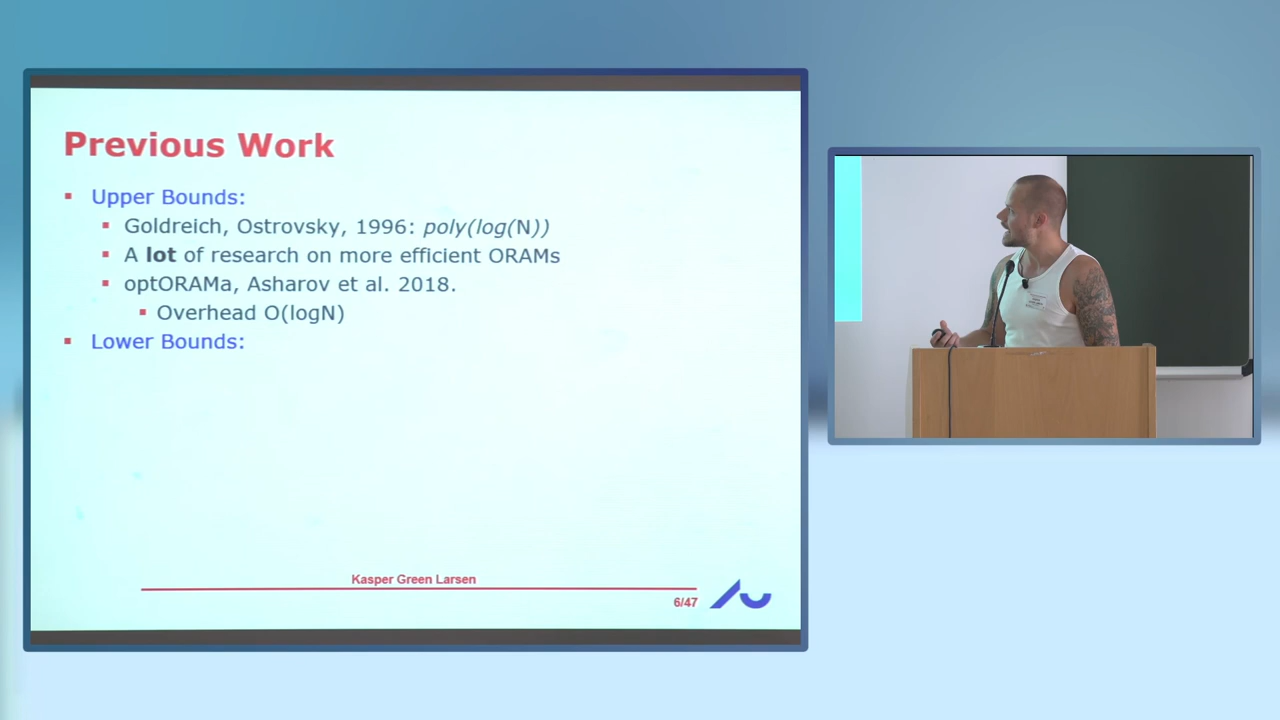 Previous Work
Upper Bounds:
Goldreich, Ostrovsky, 1996: poly(log(N))
A lot of research on more efficient ORAMs
optORAMa, Asharov et al. 2018.
Overhead O(logN)
Lower Bounds:
Kasper Green Larsen
6/47